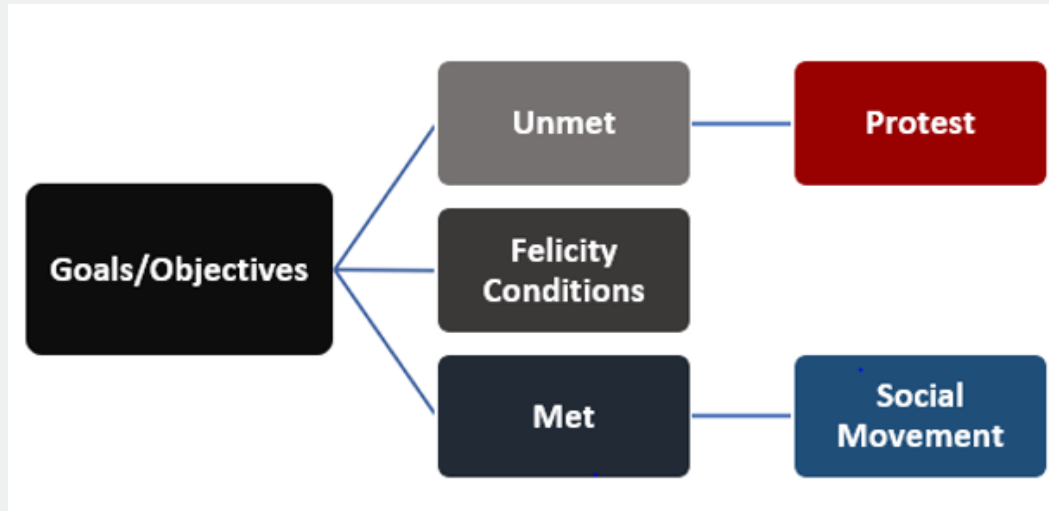 Unmet
Protest
Goals/Objectives
Felicity
Conditions
Met
Social
Movement